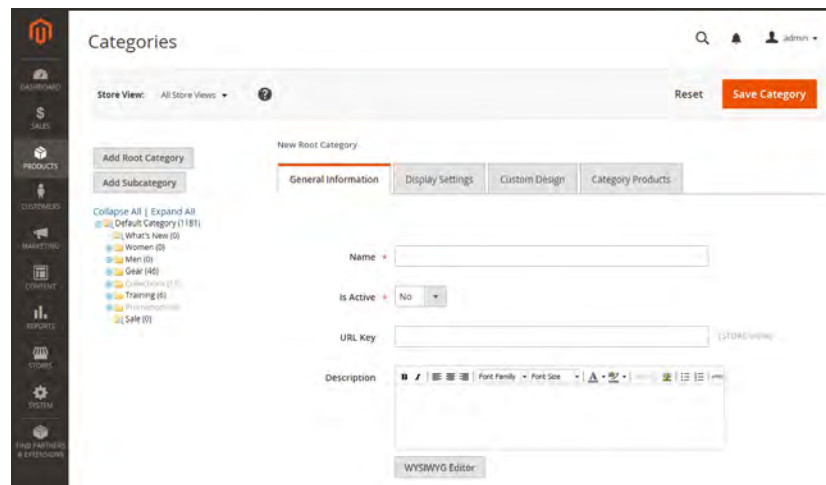 Categories
admin
DASHBOARD
Store View: All Store Views
Reset
Save Category
SALES
Add Root Category
New Root Category
PRODUCTS
Add Subcategory
General Information
Display Settings
Custom Design
Category Products
CUSTOMERS
Collapse All | Expand All
Default Category (1181)
What's New (0)
MARKETING
Women (0)
Men (0)
Name *
Gear (46)
CONTENT
Training (6)
Is Active *
No
Sale (0)
REPORTS
URL Key
[STORE VIEW]
STORES
Description
Font Family
Font Size
SYSTEM
FIND PARTNERS
& EXTENSIONS
WYSIWYG Editor